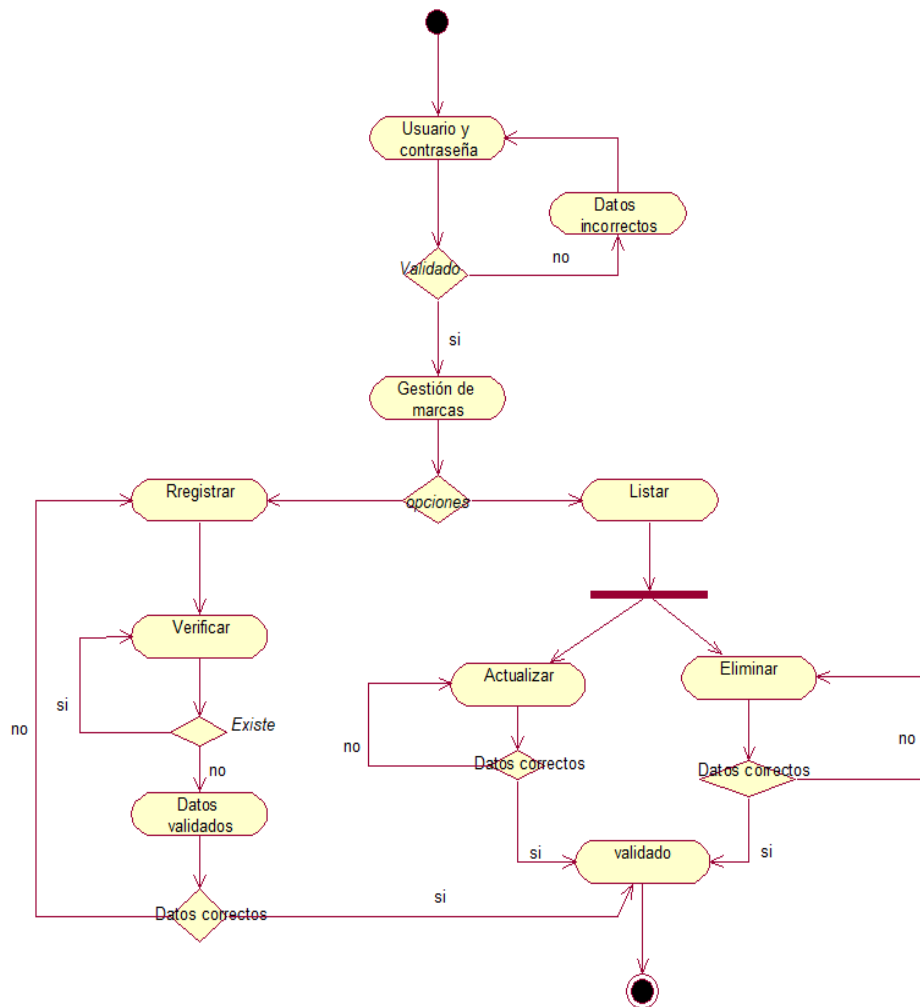 Usuario y
contraseña
Datos
incorrectos
Validado
no
si
Gestión de
marcas
Rregistrar
opciones
Listar
Verificar
Actualizar
Eliminar
si
Existe
no
no
no
no
Datos correctos
Datos correctos
Datos
validados
si
validado
si
si
Datos correctos